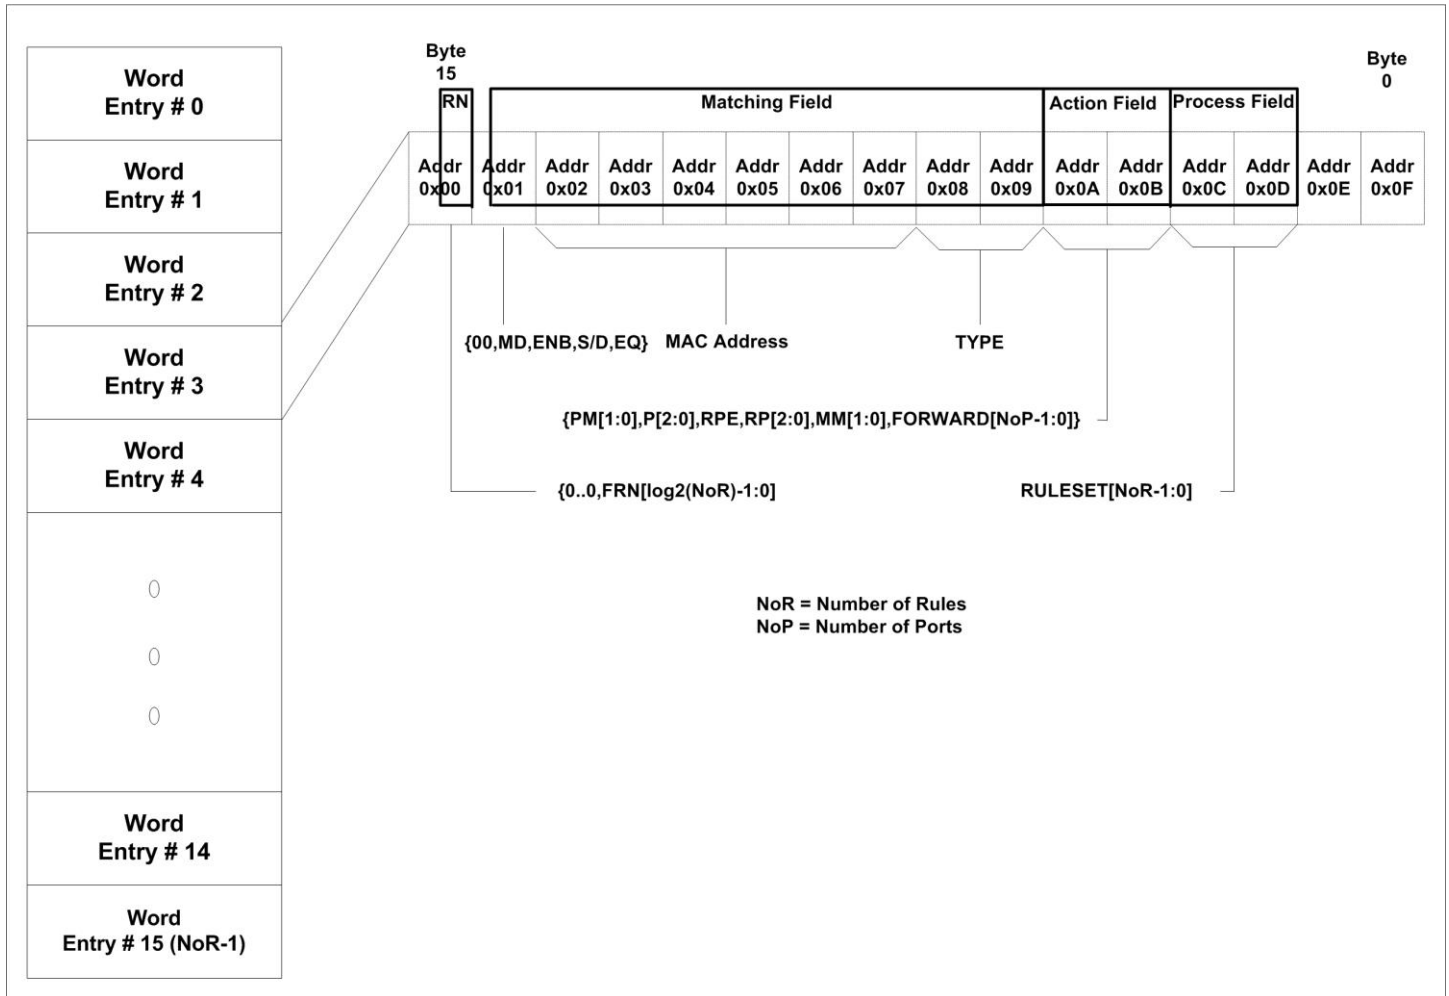 Word
Entry # 0
Word
Entry # 1
Word
Entry # 2
Word
Entry # 3
Word
Entry # 4
Word
Entry # 14
Word
Entry # 15 (NoR-1)
Byte
15
Byte
0
RN
Matching Field
Action Field
Process Field
Addr
0x00
Addr
0x01
Addr
0x02
Addr
0x03
Addr
0x04
Addr
0x05
Addr
0x06
Addr
0x07
Addr
0x08
Addr
0x09
Addr
0x0A
Addr
0x0B
Addr
0x0C
Addr
0x0D
Addr
0x0E
Addr
0x0F
{00,MD,ENB,S/D,EQ}
MAC Address
TYPE
{PM[1:0],P[2:0],RPE,RP[2:0],MM[1:0],FORWARD[NoP-1:0]}
{0..0,FRN[log2(NoR)-1:0]
RULESET[NoR-1:0]
NoR = Number of Rules
NoP = Number of Ports